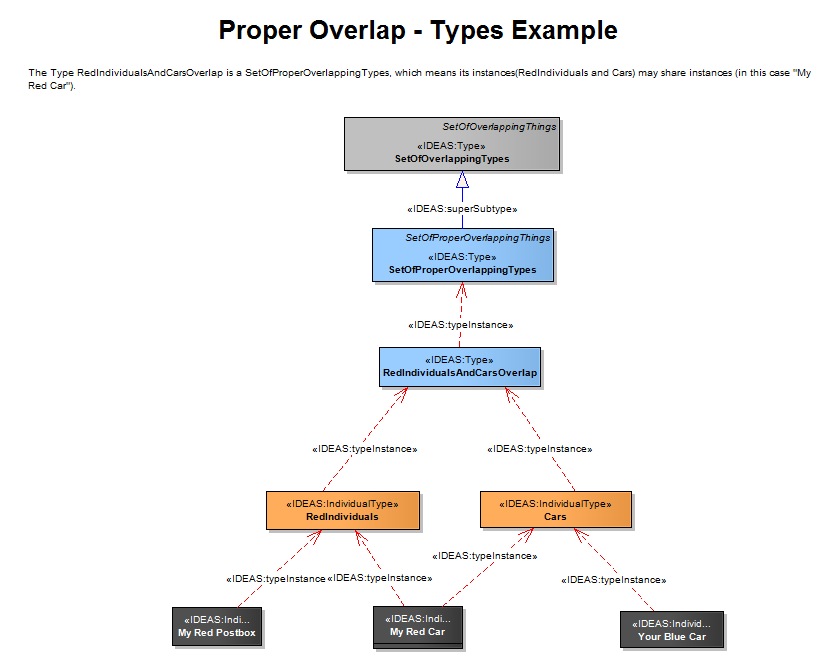 Proper Overlap - Types Example
The Type RedIndividualsAndCarsOverlap is a SetOfProperOverlappingTypes, which means its instances(RedIndividuals and Cars) may share instances (in this case "My
Red Car").
SetOfOverlappingThings
«IDEAS:Type»
SetOfOverlappingTypes
«IDEAS:superSubtype»
SetOfProperOverlappingThings
«IDEAS:Type»
SetOfProperOverlappingTypes
«IDEAS:typeInstance»
«IDEAS:Type»
RedIndividualsAndCarsOverlap
«IDEAS:typeInstance» «IDEAS:typeInstance»
«IDEAS:IndividualType» «IDEAS:IndividualType»
RedIndividuals Cars
«IDEAS:typeInstance»
«IDEAS:typeInstance «IDEAS:typeInstance» «IDEAS:typeInstance»
«IDEAS:Indi... «IDEAS:Indi... «IDEAS:Individ...
My Red Postbox My Red Car Your Blue Car